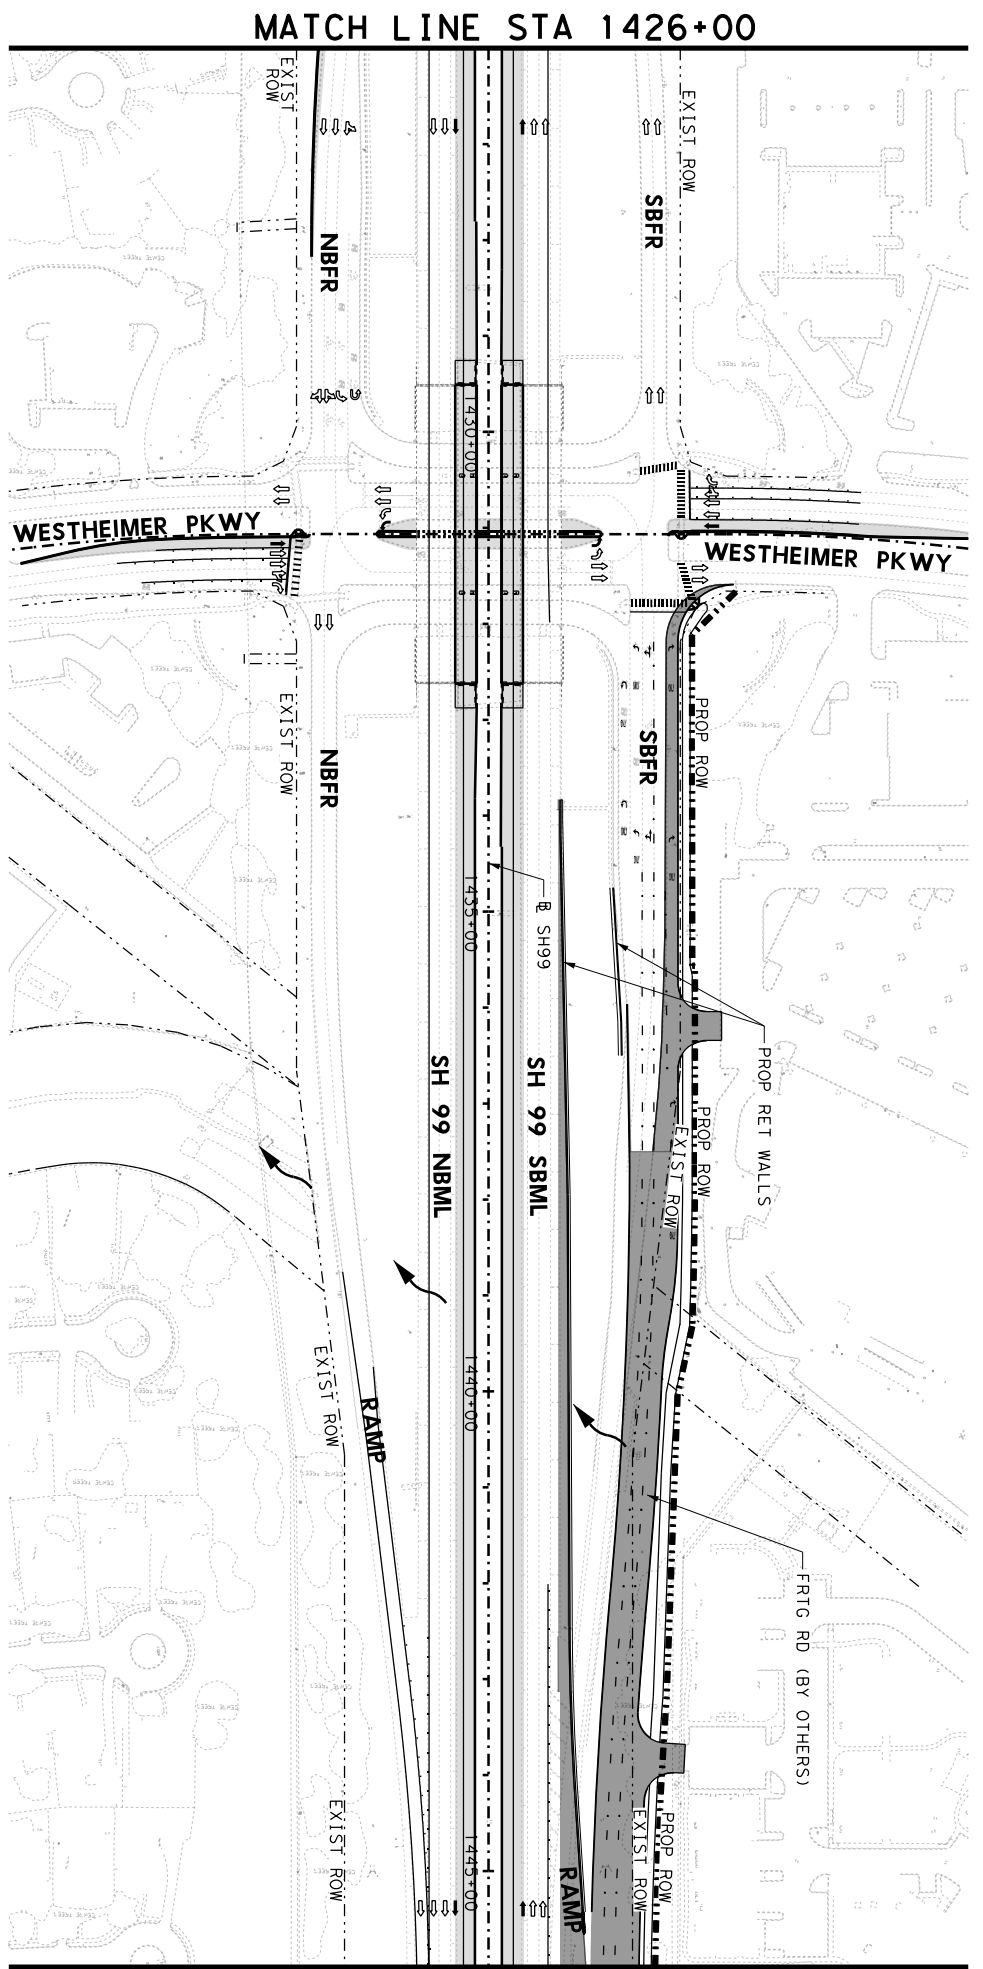 MATCH LINE STA 1426+00
EXIST
ROW
EXIST ROW
SBFR
NBFR
1430+00
WESTHEIMER PKWY
WESTHEIMER PKWY
EXIST ROW
PROP ROW
SBFR
NBFR
1435+00
SH99
PROP RET WALLS
SH 99 NBML
SH 99 SBML
PROP ROW
EXIST ROW
EXIST ROW
1440+00
RAMP
FRTG RD (BY OTHERS)
EXIST ROW
EXIST ROW
PROP ROW
1445+00
RAMP